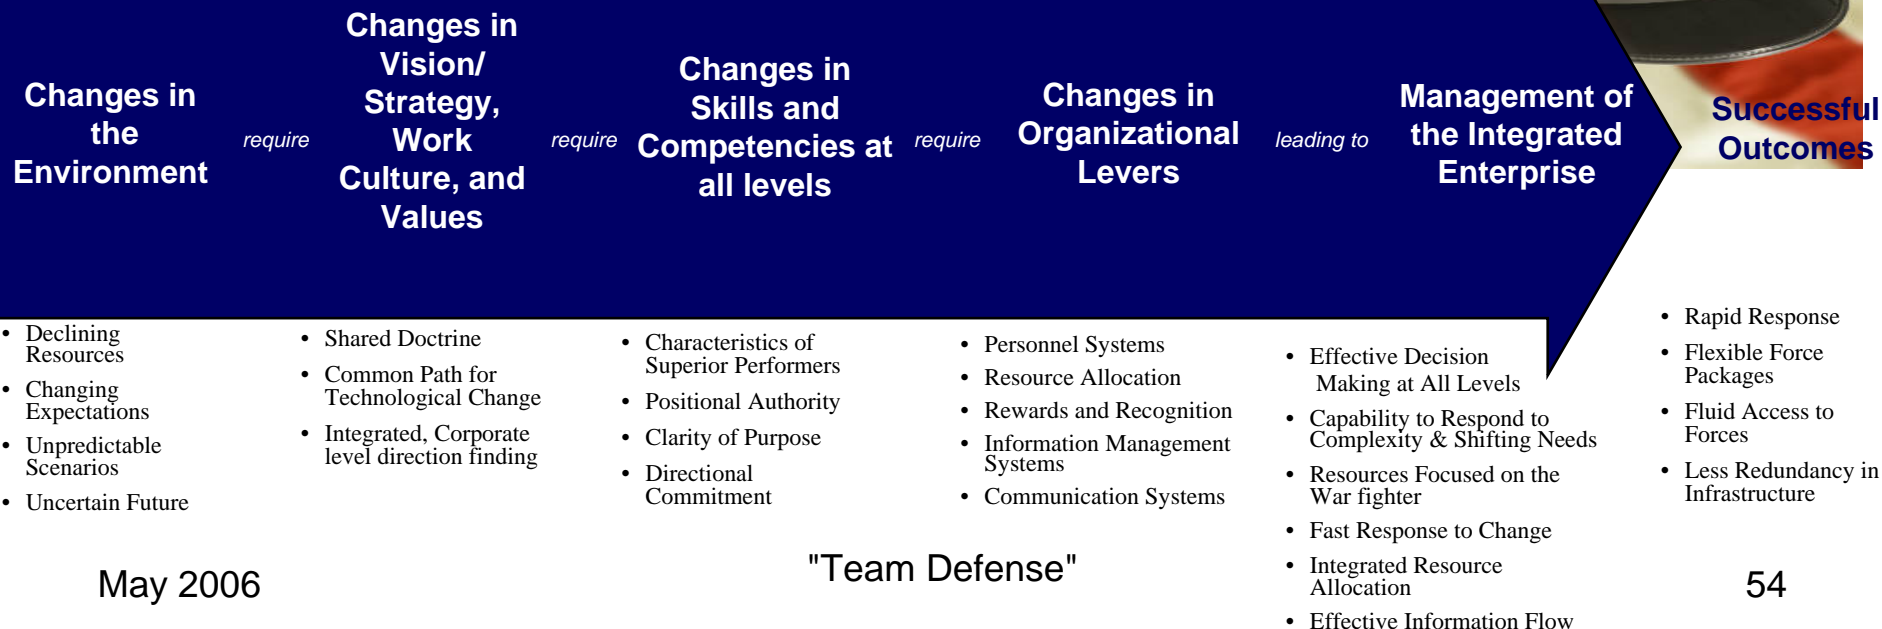 Changes in
the
Environment
require
Changes in
Vision/
Strategy,
Work
Culture, and
Values
require
Changes in
Skills and
Competencies at
all levels
require
Changes in
Organizational
Levers
leading to
Management of
the Integrated
Enterprise
Successful
Outcomes
• Declining
Resources
• Changing
Expectations
• Unpredictable
Scenarios
• Uncertain Future
• Shared Doctrine
• Common Path for
Technological Change
• Integrated, Corporate
level direction finding
• Characteristics of
Superior Performers
• Positional Authority
• Clarity of Purpose
• Directional
Commitment
• Personnel Systems
• Resource Allocation
• Rewards and Recognition
• Information Management
Systems
• Communication Systems
• Effective Decision
Making at All Levels
• Capability to Respond to
Complexity & Shifting Needs
• Resources Focused on the
War fighter
• Fast Response to Change
• Integrated Resource
Allocation
• Effective Information Flow
• Rapid Response
• Flexible Force
Packages
• Fluid Access to
Forces
• Less Redundancy in
Infrastructure
May 2006
"Team Defense"
54